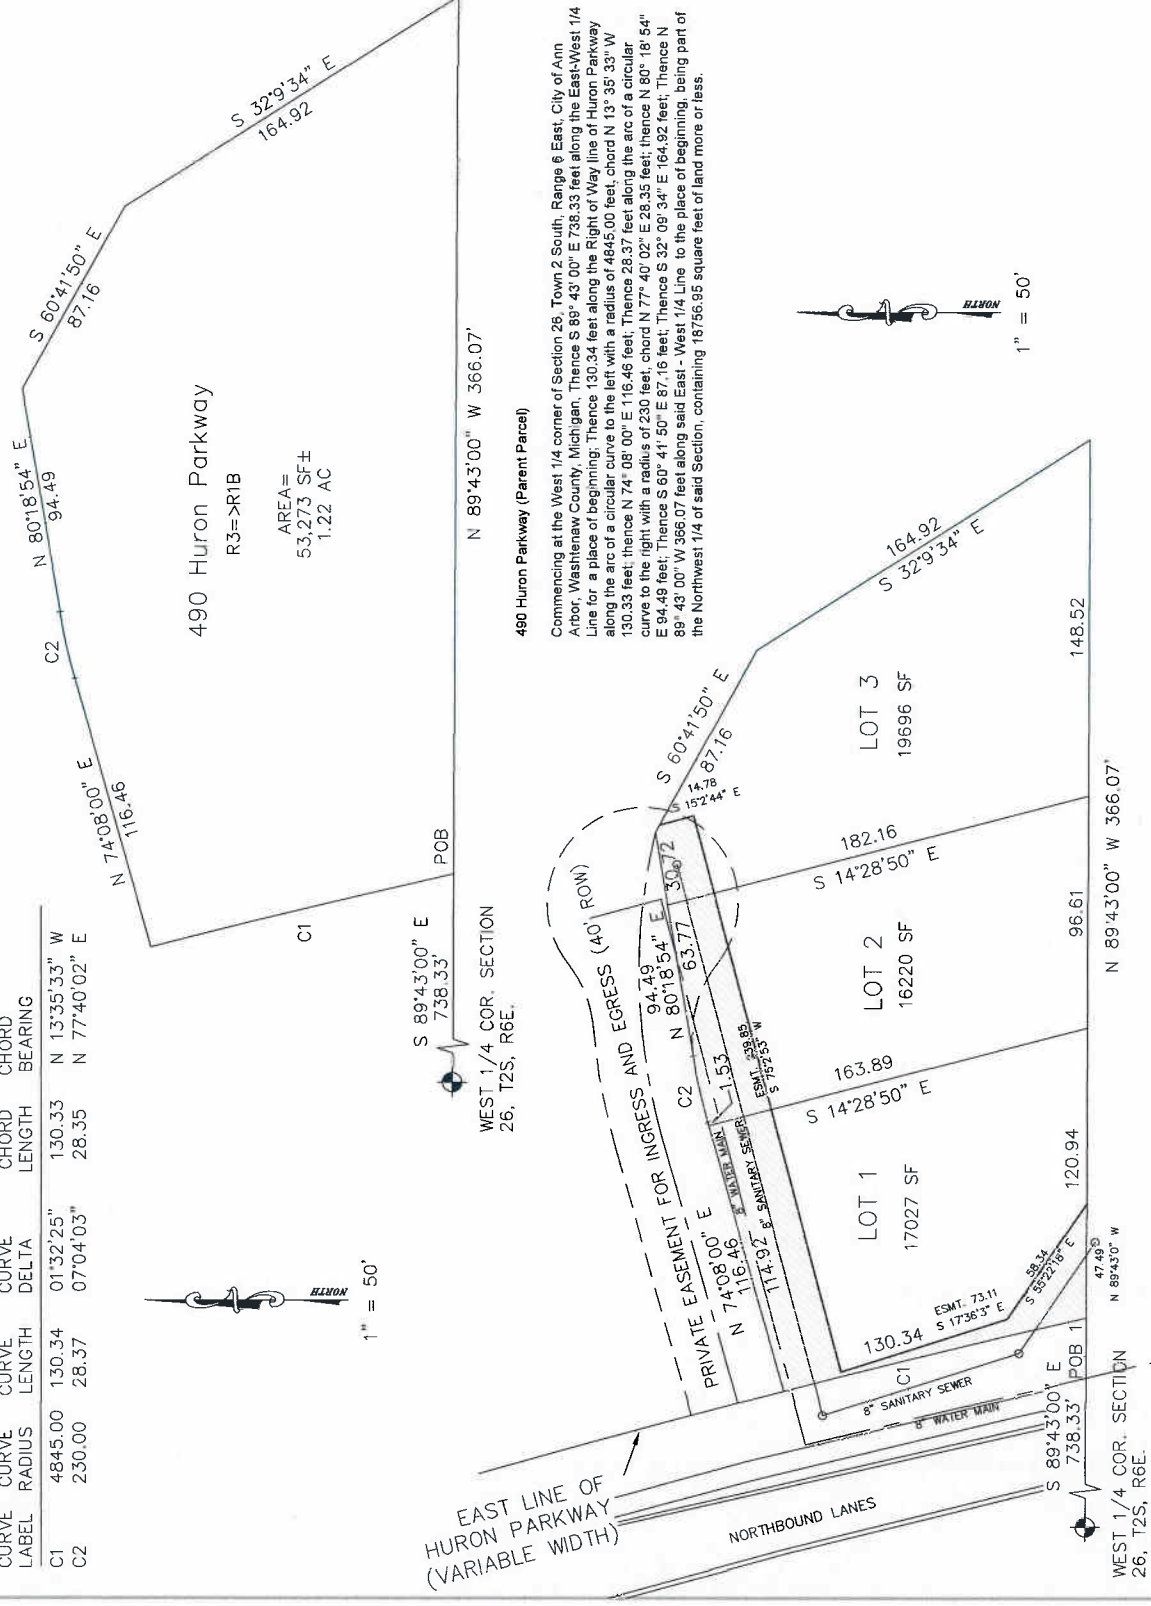 CURVE CURVE CURVE CURVE CHORD CHORD
LABEL RADIUS LENGTH DELTA LENGTH BEARING
C1 4845.00 130.34 01°32'25" 130.33 N 13°35'33" W
C2 230.00 28.37 07°04'03" 28.35 N 77°40'02" E
NORTH
1" = 50'
C1
N 74°08'00" E
116.46
C2
N 80°18'54" E
94.49
S 60°41'50" E
87.16
S 32°9'34" E
164.92
490 Huron Parkway
R3=>R1B
AREA=
53,273 SF±
1.22 AC
POB
N 89°43'00" W 366.07'
S 89°43'00" E
738.33'
WEST 1/4 COR. SECTION
26, T2S, R6E.
490 Huron Parkway (Parent Parcel)
Commencing at the West 1/4 corner of Section 26, Town 2 South, Range 6 East, City of Ann
Arbor, Washtenaw County, Michigan, Thence S 89° 43' 00" E 738.33 feet along the East-West 1/4
Line for a place of beginning; Thence 130.34 feet along the Right of Way line of Huron Parkway
along the arc of a circular curve to the left with a radius of 4845.00 feet, chord N 13° 35' 33" W
130.33 feet; thence N 74° 08' 00" E 116.46 feet; Thence 28.37 feet along the arc of a circular
curve to the right with a radius of 230 feet, chord N 77° 40' 02" E 28.35 feet; thence N 80° 18' 54"
E 94.49 feet; Thence S 60° 41' 50" E 87.16 feet; Thence S 32° 09' 34" E 164.92 feet; Thence N
89° 43' 00" W 366.07 feet along said East - West 1/4 Line to the place of beginning, being part of
the Northwest 1/4 of said Section, containing 18756.95 square feet of land more or less.
NORTH
1" = 50'
EAST LINE OF
HURON PARKWAY
(VARIABLE WIDTH)
NORTHBOUND LANES
PRIVATE EASEMENT FOR INGRESS AND EGRESS (40' ROW)
N 74°08'00" E
116.46
8" WATER MAIN
114.92
8" SANITARY SEWER
C2
1.53
N 80°18'54" E
94.49
63.77
30.72
ESMT. 239.85
S 75°2'53" W
14.78
S 15°2'44" E
S 60°41'50" E
87.16
164.92
S 32°9'34" E
LOT 1
17027 SF
163.89
S 14°28'50" E
LOT 2
16220 SF
182.16
S 14°28'50" E
LOT 3
19696 SF
130.34
C1
ESMT. 73.11
S 17°36'3" E
58.34
S 55°22'18" E
8" SANITARY SEWER
8" WATER MAIN
120.94
96.61
148.52
47.49
N 89°43'0" W
N 89°43'00" W 366.07'
POB 1
S 89°43'00" E
738.33'
WEST 1/4 COR. SECTION
26, T2S, R6E.